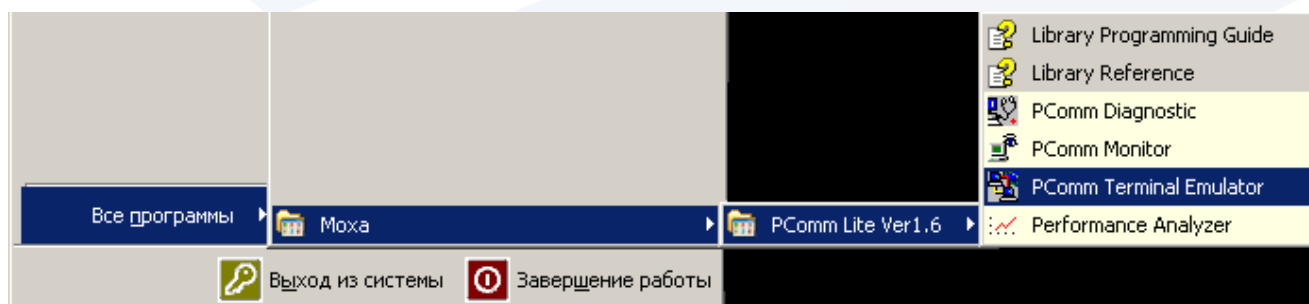 Library Programming Guide
Library Reference
PComm Diagnostic
PComm Monitor
PComm Terminal Emulator
Все программы
Moxa
PComm Lite Ver1.6
Performance Analyzer
Выход из системы
Завершение работы